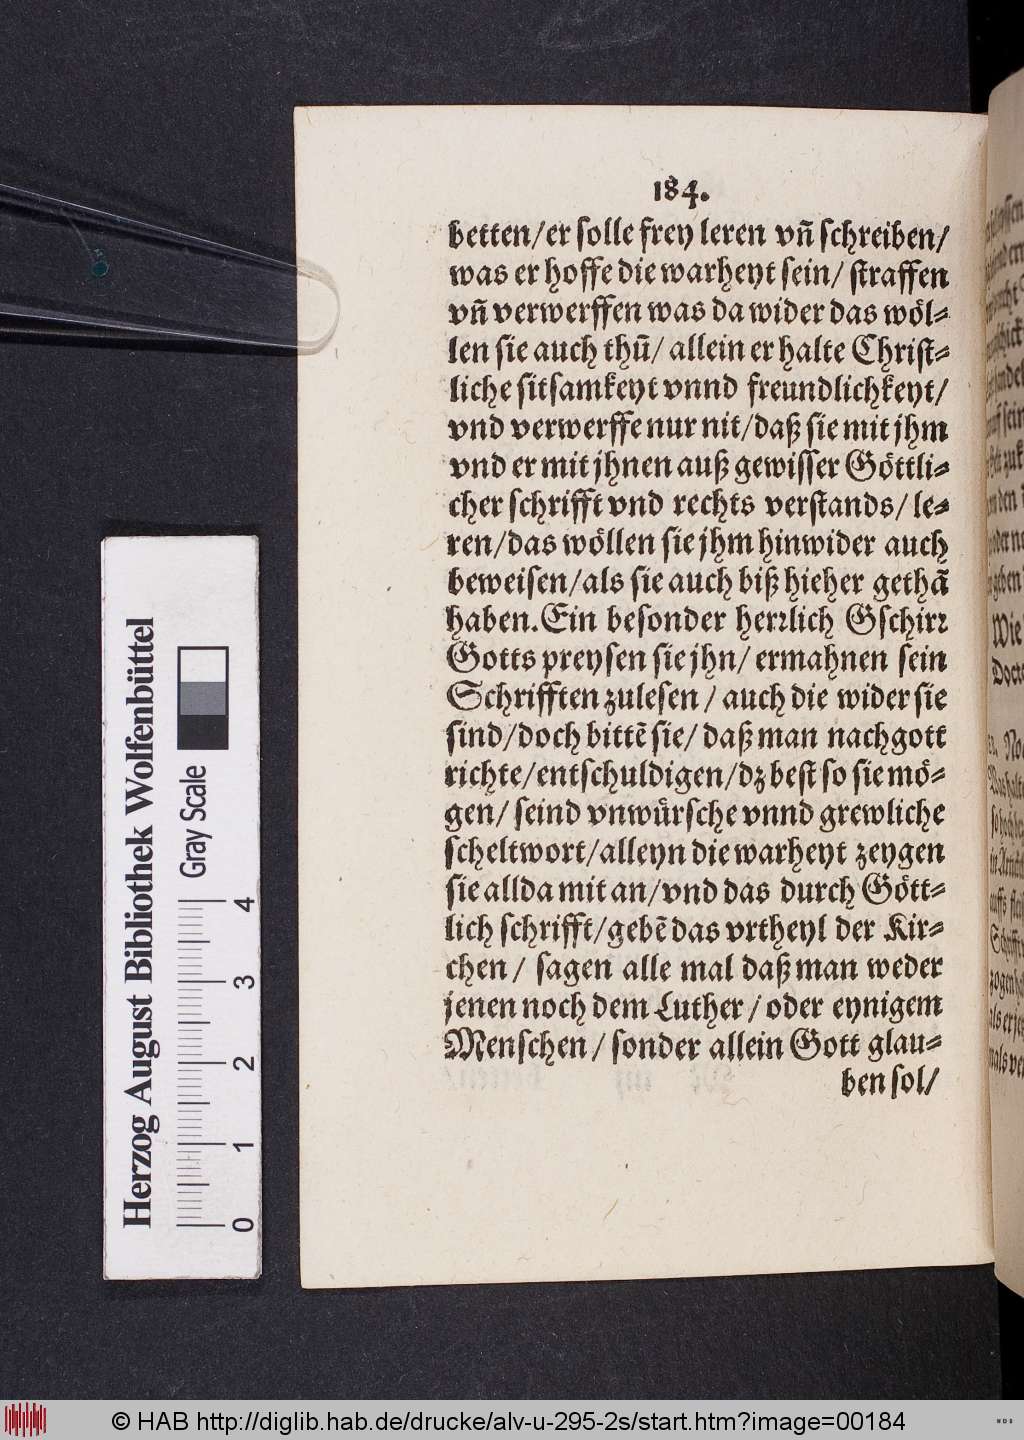 184.
betten/er solle frey leren vñ schreiben/
was er hoffe die warheyt sein/ straffen
vñ verwerffen was da wider das wöl⸗
len sie auch thũ/ allein er halte Christ⸗
liche sitsamkeyt vnnd freundlichkeyt/
vnd verwerffe nur nit/daß sie mit jhm
vnd er mit jhnen auß gewisser Göttli⸗
cher schrifft vnd rechts verstands/ le⸗
ren/das wöllen sie jhm hinwider auch
beweisen/als sie auch biß hieher gethã
haben. Ein besonder herrlich Gschirr
Gotts preysen sie jhn/ ermahnen sein
Schrifften zulesen / auch die wider sie
sind/doch bittẽ sie/ daß man nachgott
richte/entschuldigen/dz best so sie mö⸗
gen/ seind vnwürsche vnnd grewliche
scheltwort/alleyn die warheyt zeygen
sie allda mit an/vnd das durch Gött⸗
lich schrifft/gebẽ das vrtheyl der Kir⸗
chen / sagen alle mal daß man weder
jenen noch dem Luther / oder eynigem
Menschen / sonder allein Gott glau⸗
ben sol/
Herzog August Bibliothek Wolfenbüttel
Gray Scale
0 1 2 3 4
Wie
© HAB http://diglib.hab.de/drucke/alv-u-295-2s/start.htm?image=00184